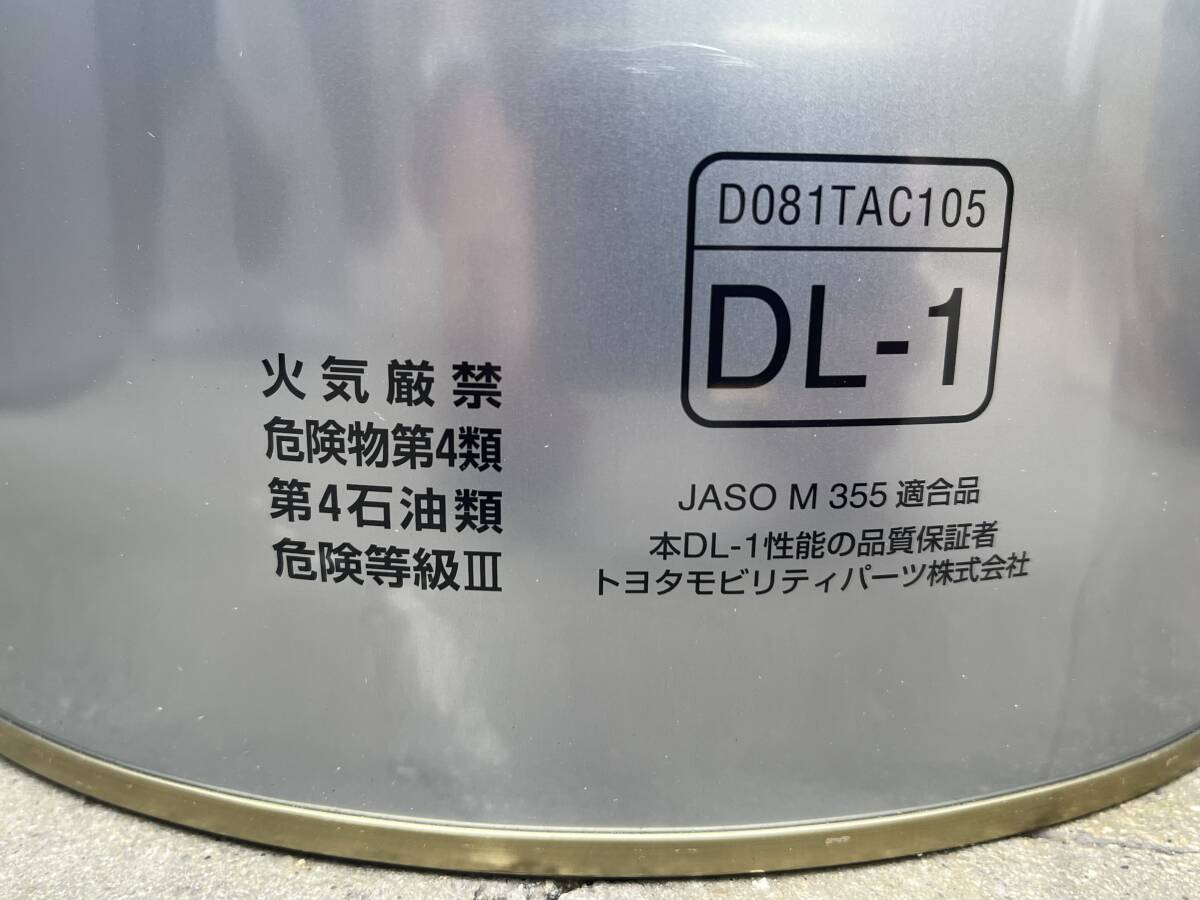 火気厳禁
危険物第4類
第4石油類
危険等級Ⅲ
D081TAC105
DL-1
JASO M 355 適合品
本DL-1性能の品質保証者
トヨタモビリティパーツ株式会社